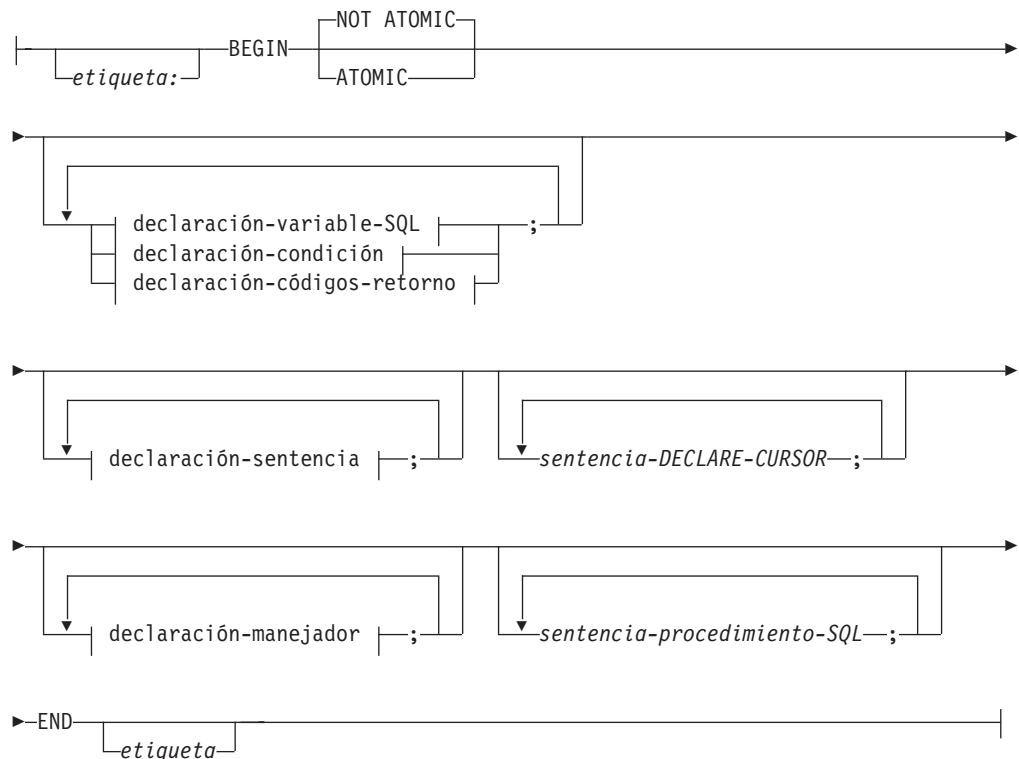 NOT ATOMIC
etiqueta: BEGIN
ATOMIC
declaración-variable-SQL ;
declaración-condición
declaración-códigos-retorno
declaración-sentencia ; sentencia-DECLARE-CURSOR ;
declaración-manejador ; sentencia-procedimiento-SQL ;
END
etiqueta